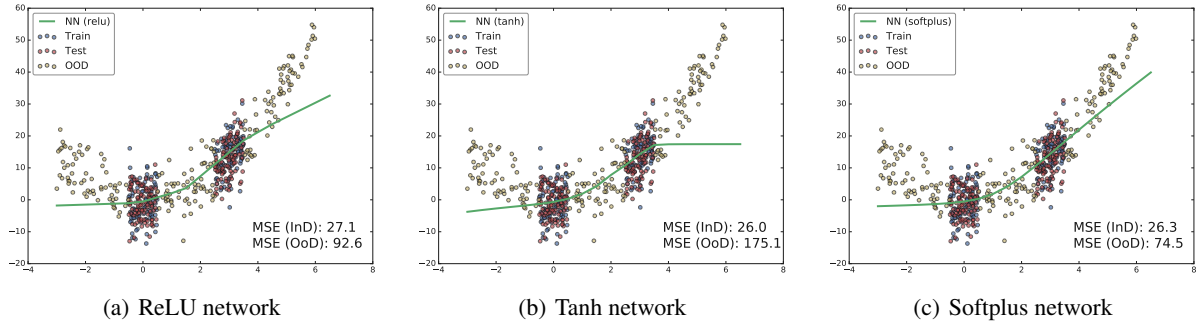 NN (relu)
Train
Test
OOD
60
50
40
30
20
10
0
−10
−20
−4
−2
0
2
4
6
8
MSE (InD): 27.1
MSE (OoD): 92.6
(a) ReLU network
NN (tanh)
Train
Test
OOD
60
50
40
30
20
10
0
−10
−20
−4
−2
0
2
4
6
8
MSE (InD): 26.0
MSE (OoD): 175.1
(b) Tanh network
NN (softplus)
Train
Test
OOD
60
50
40
30
20
10
0
−10
−20
−4
−2
0
2
4
6
8
MSE (InD): 26.3
MSE (OoD): 74.5
(c) Softplus network